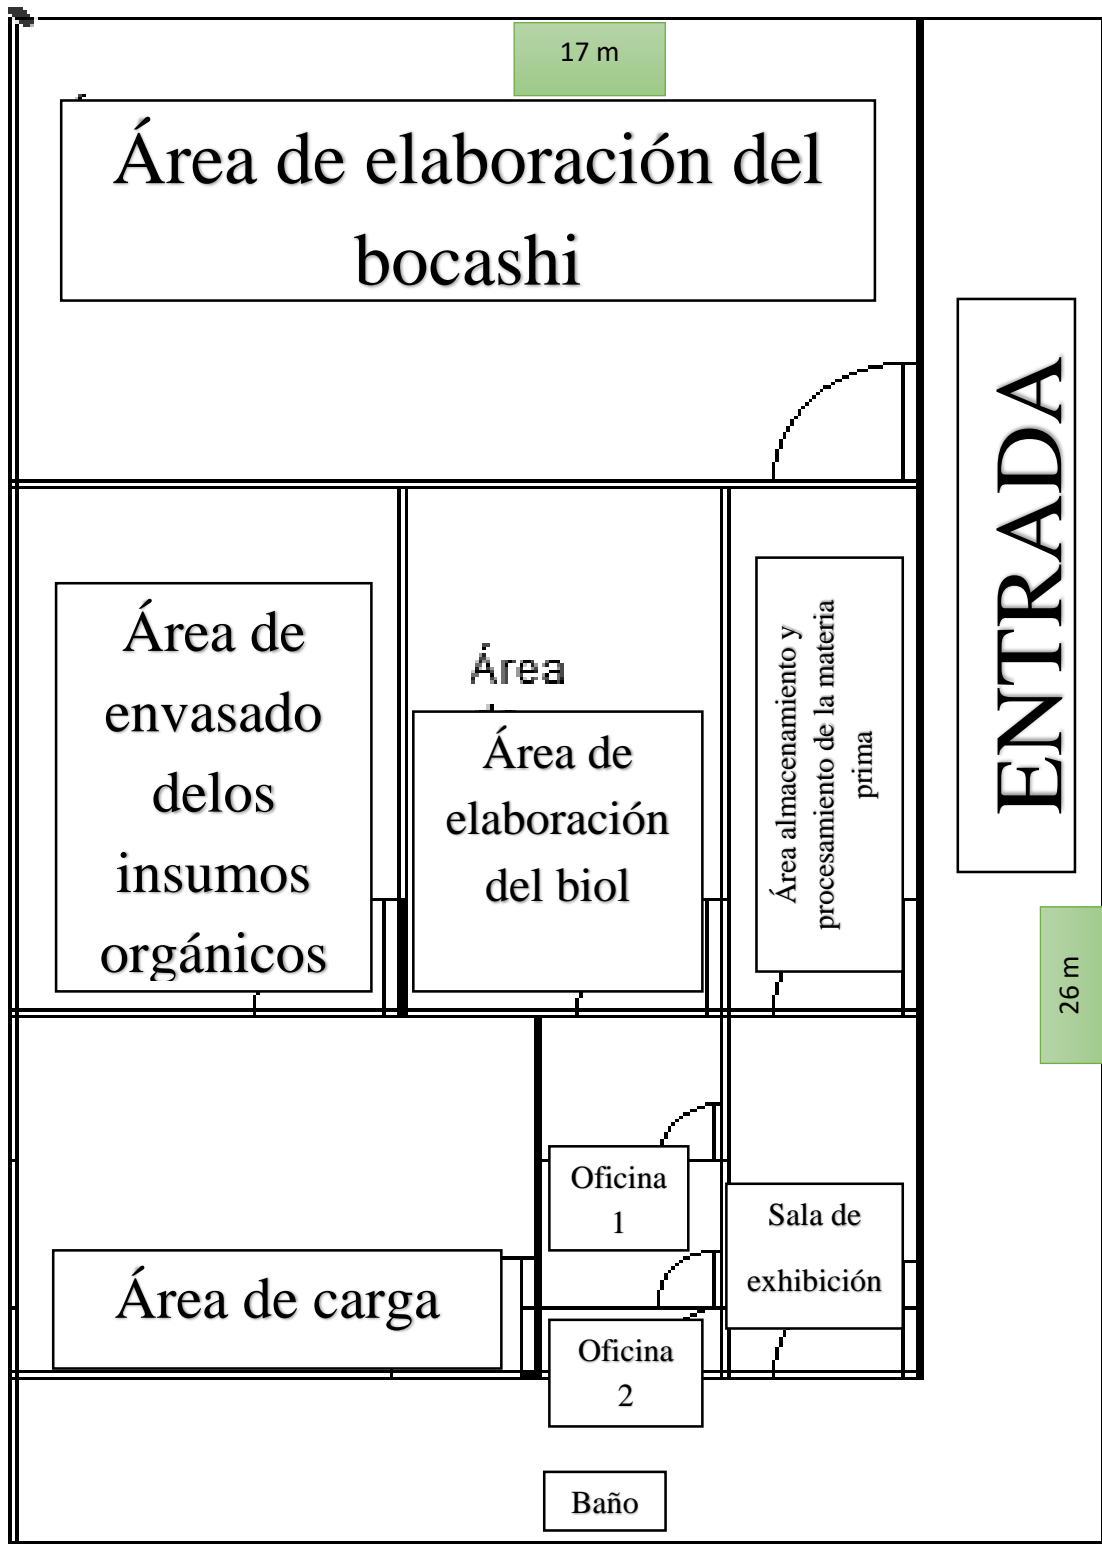 17 m
Área de elaboración del
bocashi
ENTRADA
Área de
envasado
delos
insumos
orgánicos
Área
Área de
elaboración
del biol
Área almacenamiento y
procesamiento de la materia
prima
26 m
Oficina
1
Sala de
exhibición
Área de carga
Oficina
2
Baño